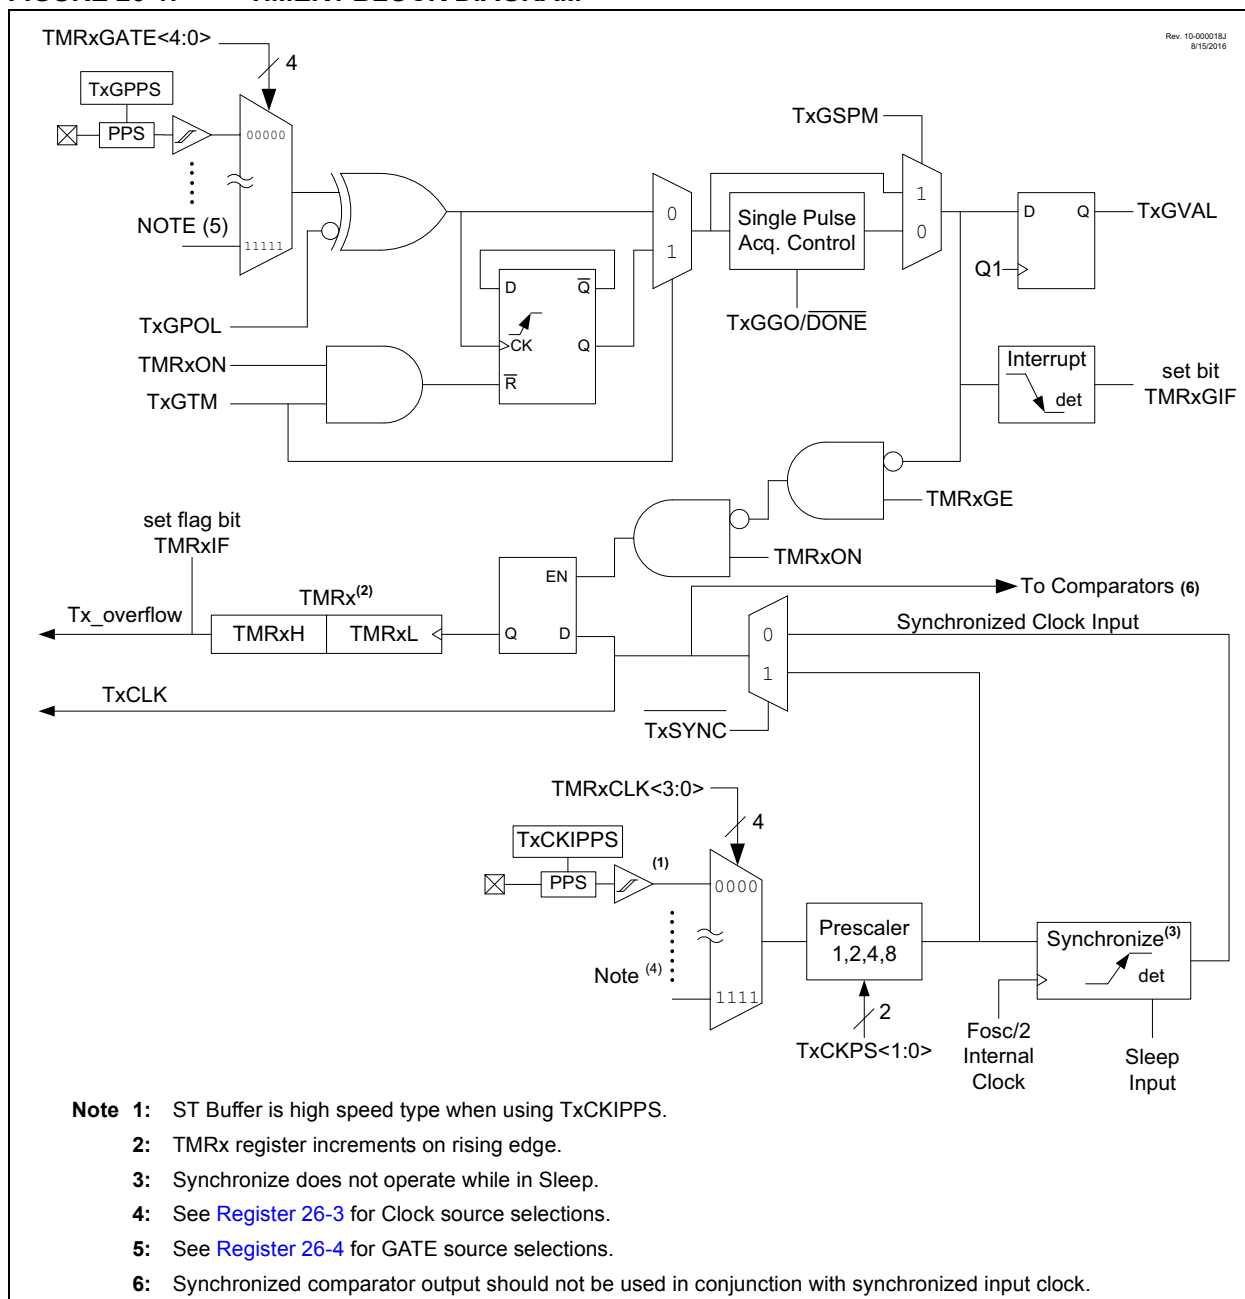 Rev. 10-000018J
8/15/2016
TMRxGATE<4:0>
4
TxGPPS
PPS
00000
NOTE (5)
11111
TxGPOL
TMRxON
TxGTM
D
Q
CK
Q
R
0
1
Single Pulse
Acq. Control
TxGGO/DONE
TxGSPM
1
0
D
Q
Q1
TxGVAL
Interrupt
det
set bit
TMRxGIF
TMRxGE
TMRxON
set flag bit
TMRxIF
Tx_overflow
TMRx(2)
TMRxH
TMRxL
EN
Q
D
To Comparators (6)
Synchronized Clock Input
0
1
TxCLK
TxSYNC
TMRxCLK<3:0>
4
TxCKIPPS
PPS
(1)
0000
Note (4)
1111
Prescaler
1,2,4,8
2
TxCKPS<1:0>
Synchronize(3)
det
Fosc/2
Internal
Clock
Sleep
Input
Note 1: ST Buffer is high speed type when using TxCKIPPS.
2: TMRx register increments on rising edge.
3: Synchronize does not operate while in Sleep.
4: See Register 26-3 for Clock source selections.
5: See Register 26-4 for GATE source selections.
6: Synchronized comparator output should not be used in conjunction with synchronized input clock.